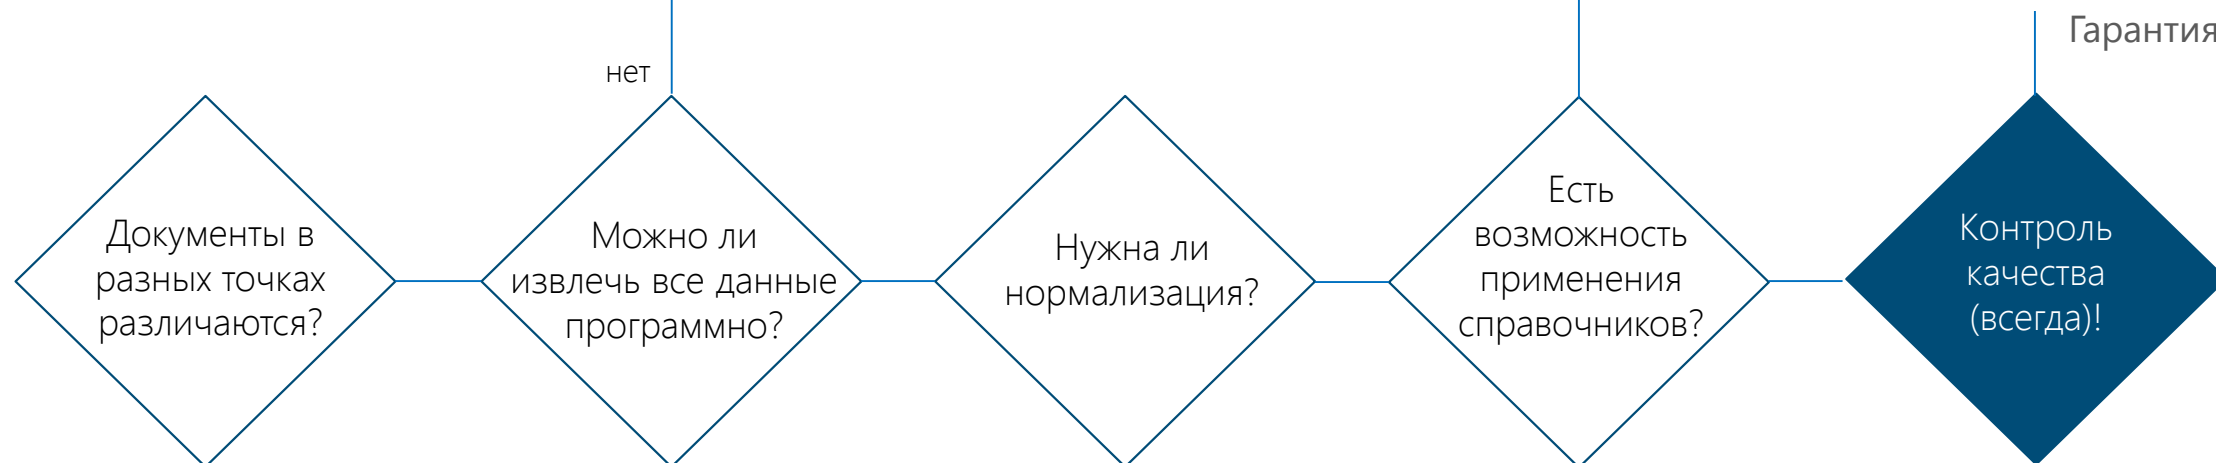 Гарантия
нет
Документы в
разных точках
различаются?
Можно ли
извлечь все данные
программно?
Нужна ли
нормализация?
Есть
возможность
применения
справочников?
Контроль
качества
(всегда)!